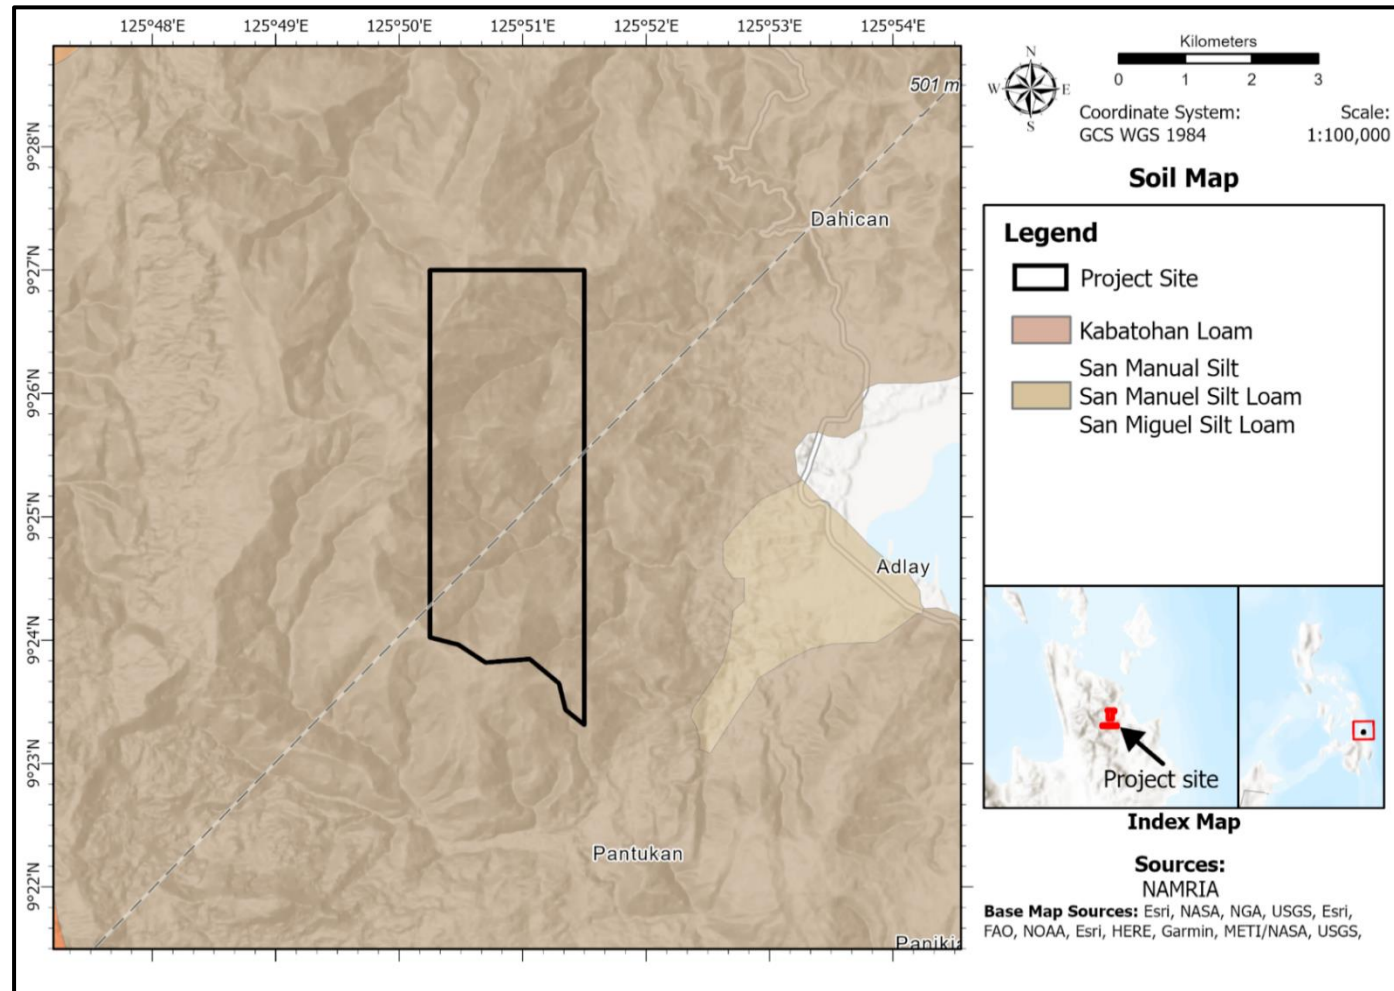 125°48'E 125°49'E 125°50'E 125°51'E 125°52'E 125°53'E 125°54'E
501 m
9°28'N
Dahican
9°27'N
9°26'N
9°25'N
Adlay
9°24'N
9°23'N
Pantukan
9°22'N
Panikia
N
W E
S
Kilometers
0 1 2 3
Coordinate System: Scale:
GCS WGS 1984 1:100,000
Soil Map
Legend
Project Site
Kabatohan Loam
San Manual Silt
San Manuel Silt Loam
San Miguel Silt Loam
Project site
Index Map
Sources:
NAMRIA
Base Map Sources: Esri, NASA, NGA, USGS, Esri,
FAO, NOAA, Esri, HERE, Garmin, METI/NASA, USGS,